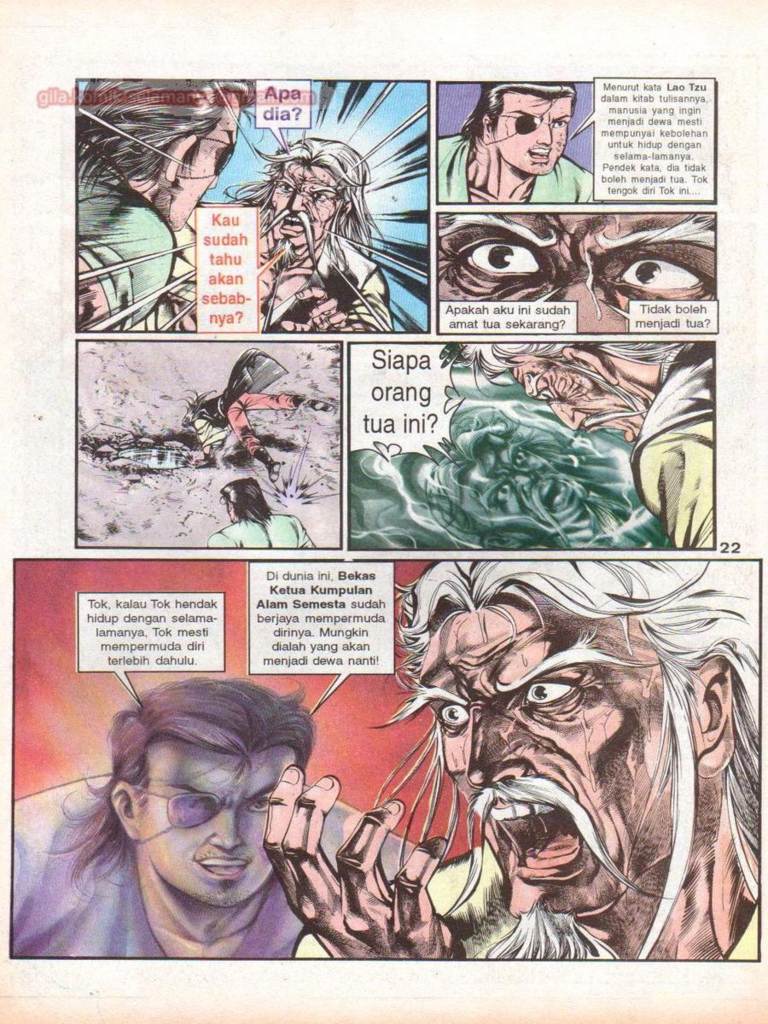 Apa
dia?
Kau
sudah
tahu
akan
sebab-
nya?
Menurut kata Lao Tzu
dalam kitab tulisannya,
manusia yang ingin
menjadi dewa mesti
mempunyai kebolehan
untuk hidup dengan
selama-lamanya.
Pendek kata, dia tidak
boleh menjadi tua. Tok
tengok diri Tok ini....
Apakah aku ini sudah
amat tua sekarang?
Tidak boleh
menjadi tua?
Siapa
orang
tua ini?
22
Tok, kalau Tok hendak
hidup dengan selama-
lamanya, Tok mesti
mempermuda diri
terlebih dahulu.
Di dunia ini, Bekas
Ketua Kumpulan
Alam Semesta sudah
berjaya mempermuda
dirinya. Mungkin
dialah yang akan
menjadi dewa nanti!